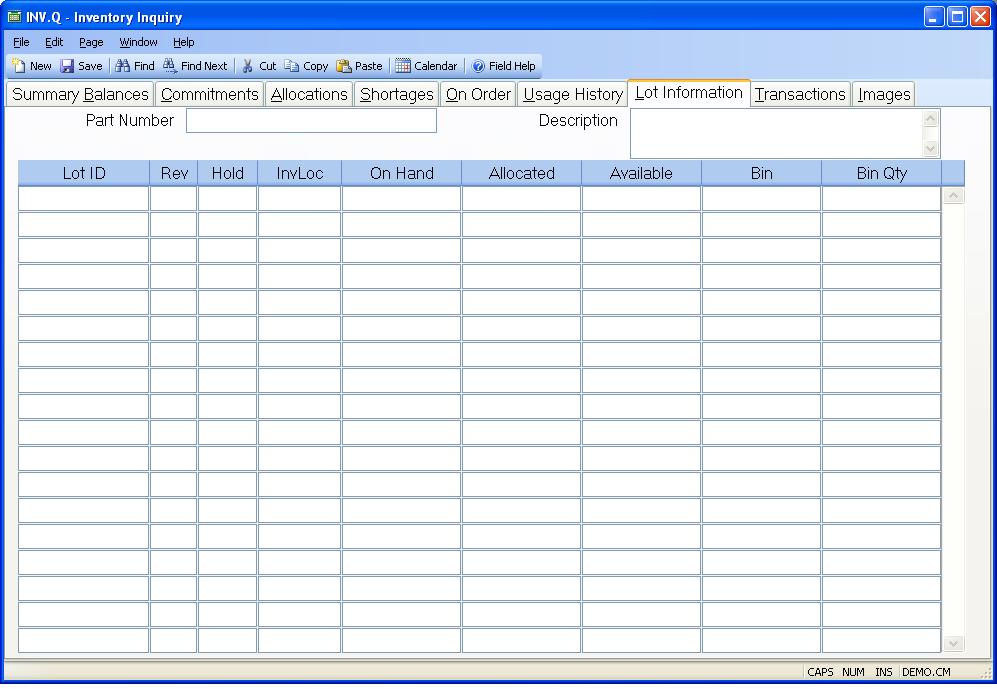 INV.Q - Inventory Inquiry
File Edit Page Window Help
New Save Find Find Next Cut Copy Paste Calendar Field Help
Summary Balances Commitments Allocations Shortages On Order Usage History Lot Information Transactions Images
Part Number Description
Lot ID Rev Hold InvLoc On Hand Allocated Available Bin Bin Qty
CAPS NUM INS DEMO.CM